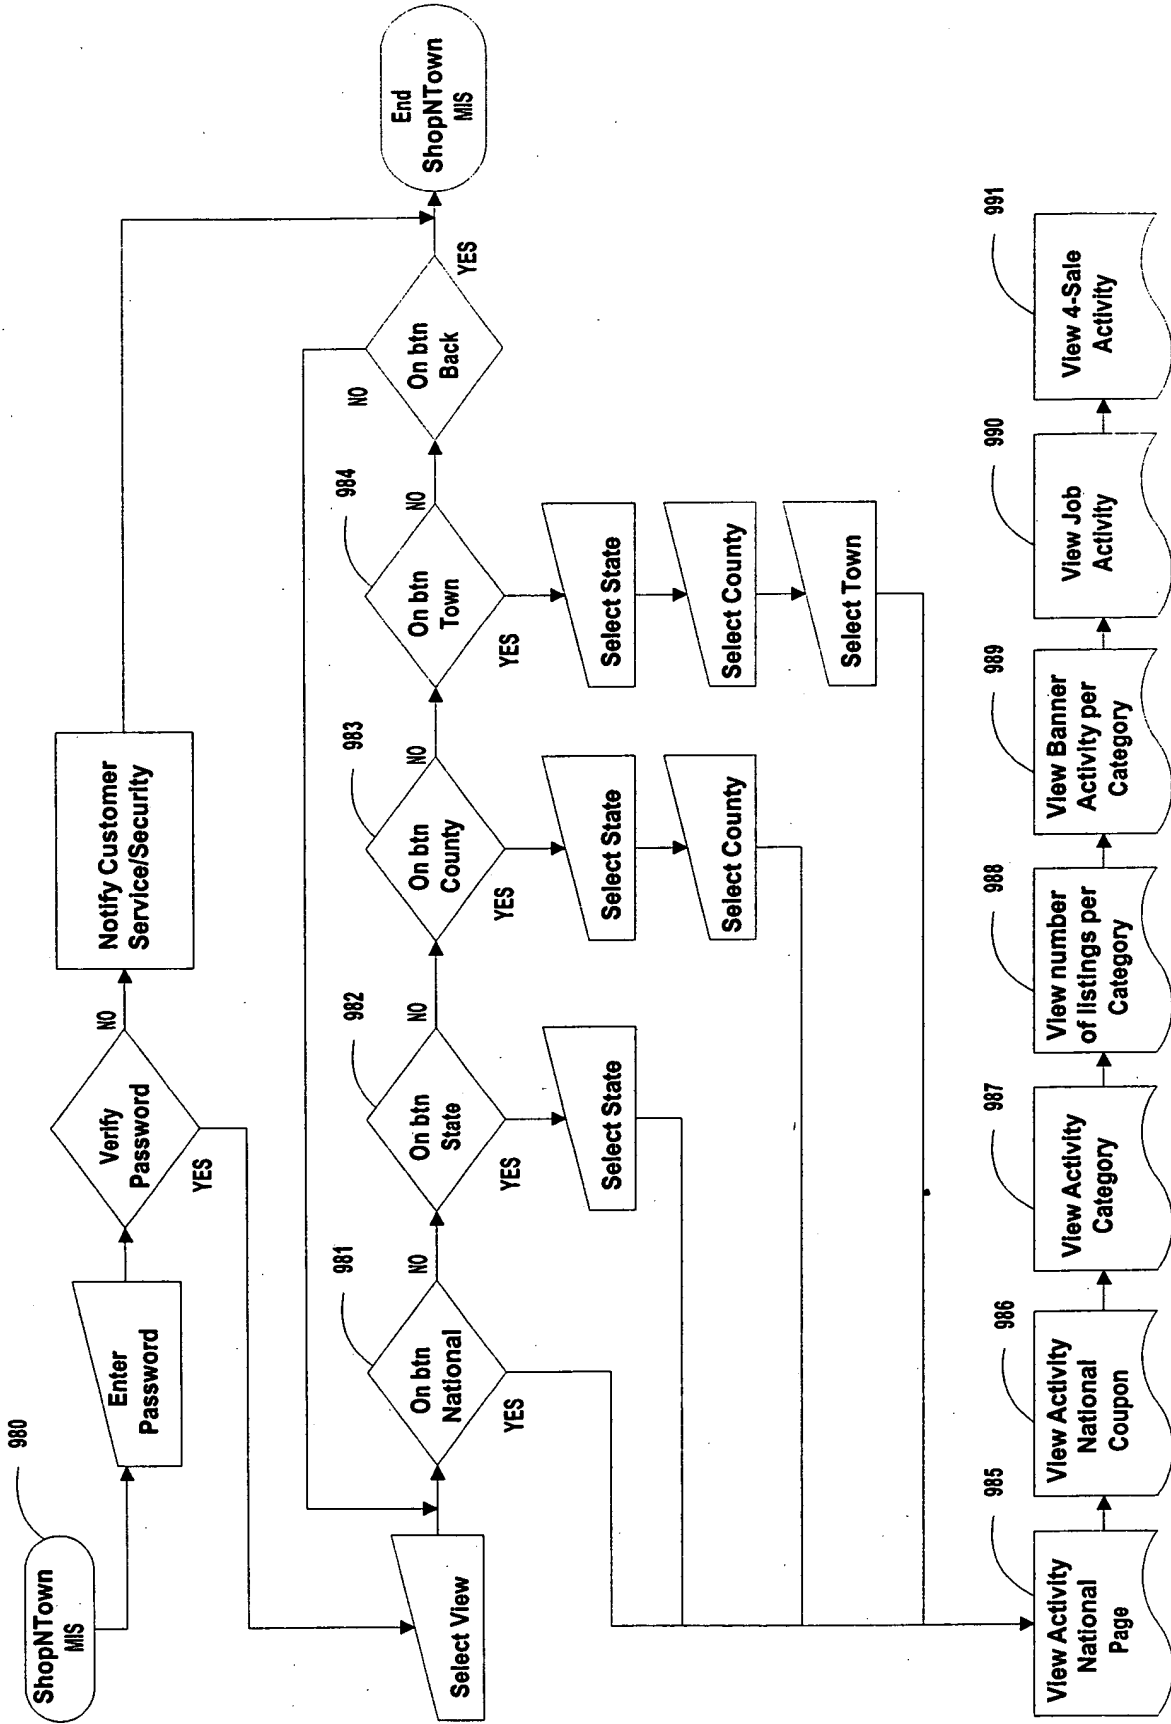 ShopNTown
MIS
980
Enter
Password
Verify
Password
NO
YES
Notify Customer
Service/Security
Select View
On btn
National
981
NO
YES
On btn
State
982
NO
YES
On btn
County
983
NO
YES
On btn
Town
984
NO
YES
On btn
Back
NO
YES
End
ShopNTown
MIS
Select State
Select State
Select County
Select State
Select County
Select Town
View Activity
National
Page
985
View Activity
National
Coupon
986
View Activity
Category
987
View number
of listings per
Category
988
View Banner
Activity per
Category
989
View Job
Activity
990
View 4-Sale
Activity
991